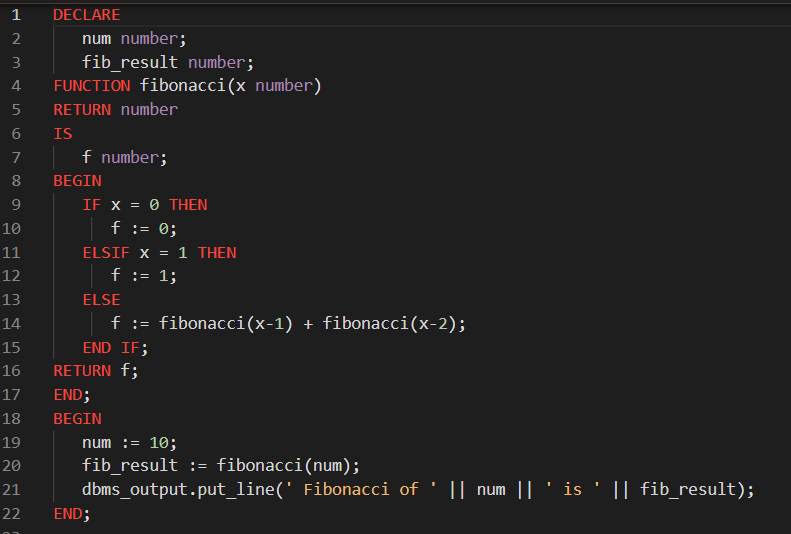 1 DECLARE
2 num number;
3 fib_result number;
4 FUNCTION fibonacci(x number)
5 RETURN number
6 IS
7 f number;
8 BEGIN
9 IF x = 0 THEN
10 f := 0;
11 ELSIF x = 1 THEN
12 f := 1;
13 ELSE
14 f := fibonacci(x-1) + fibonacci(x-2);
15 END IF;
16 RETURN f;
17 END;
18 BEGIN
19 num := 10;
20 fib_result := fibonacci(num);
21 dbms_output.put_line(' Fibonacci of ' || num || ' is ' || fib_result);
22 END;